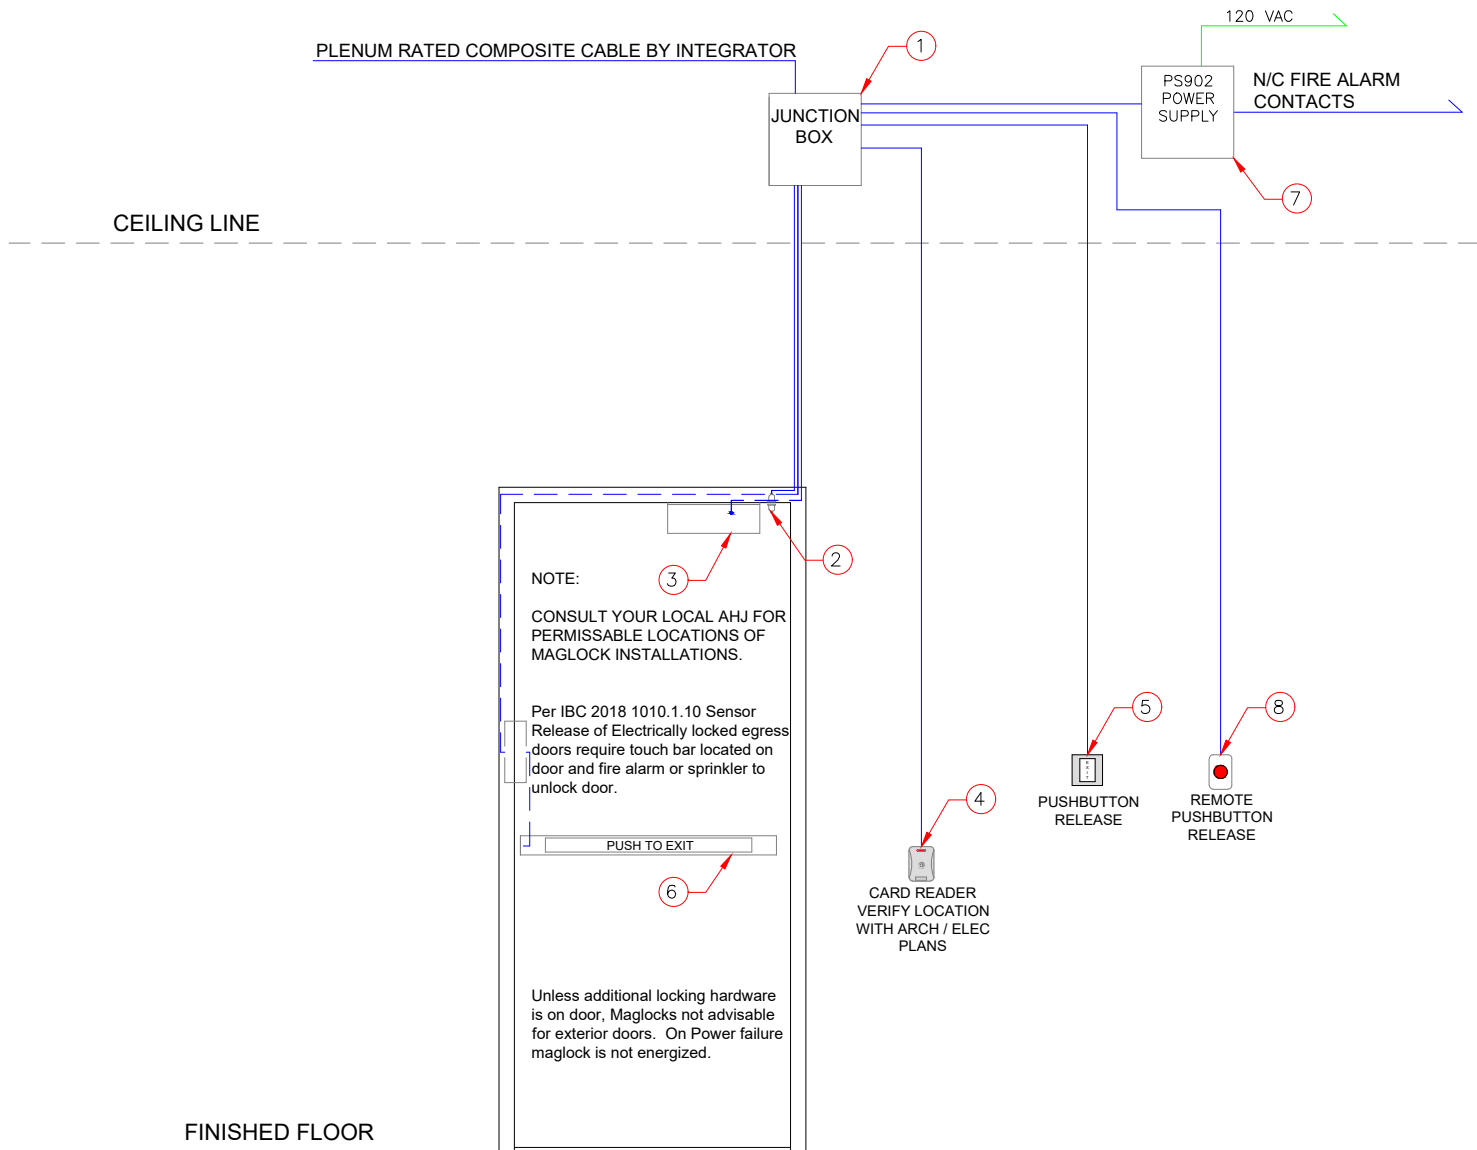 120 VAC
PLENUM RATED COMPOSITE CABLE BY INTEGRATOR
1
JUNCTION
BOX
PS902
POWER
SUPPLY
N/C FIRE ALARM
CONTACTS
7
CEILING LINE
2
3
NOTE:
CONSULT YOUR LOCAL AHJ FOR
PERMISSABLE LOCATIONS OF
MAGLOCK INSTALLATIONS.
Per IBC 2018 1010.1.10 Sensor
Release of Electrically locked egress
doors require touch bar located on
door and fire alarm or sprinkler to
unlock door.
PUSH TO EXIT
6
4
CARD READER
VERIFY LOCATION
WITH ARCH / ELEC
PLANS
5
EXIT
PUSHBUTTON
RELEASE
8
REMOTE
PUSHBUTTON
RELEASE
Unless additional locking hardware
is on door, Maglocks not advisable
for exterior doors.  On Power failure
maglock is not energized.
FINISHED FLOOR